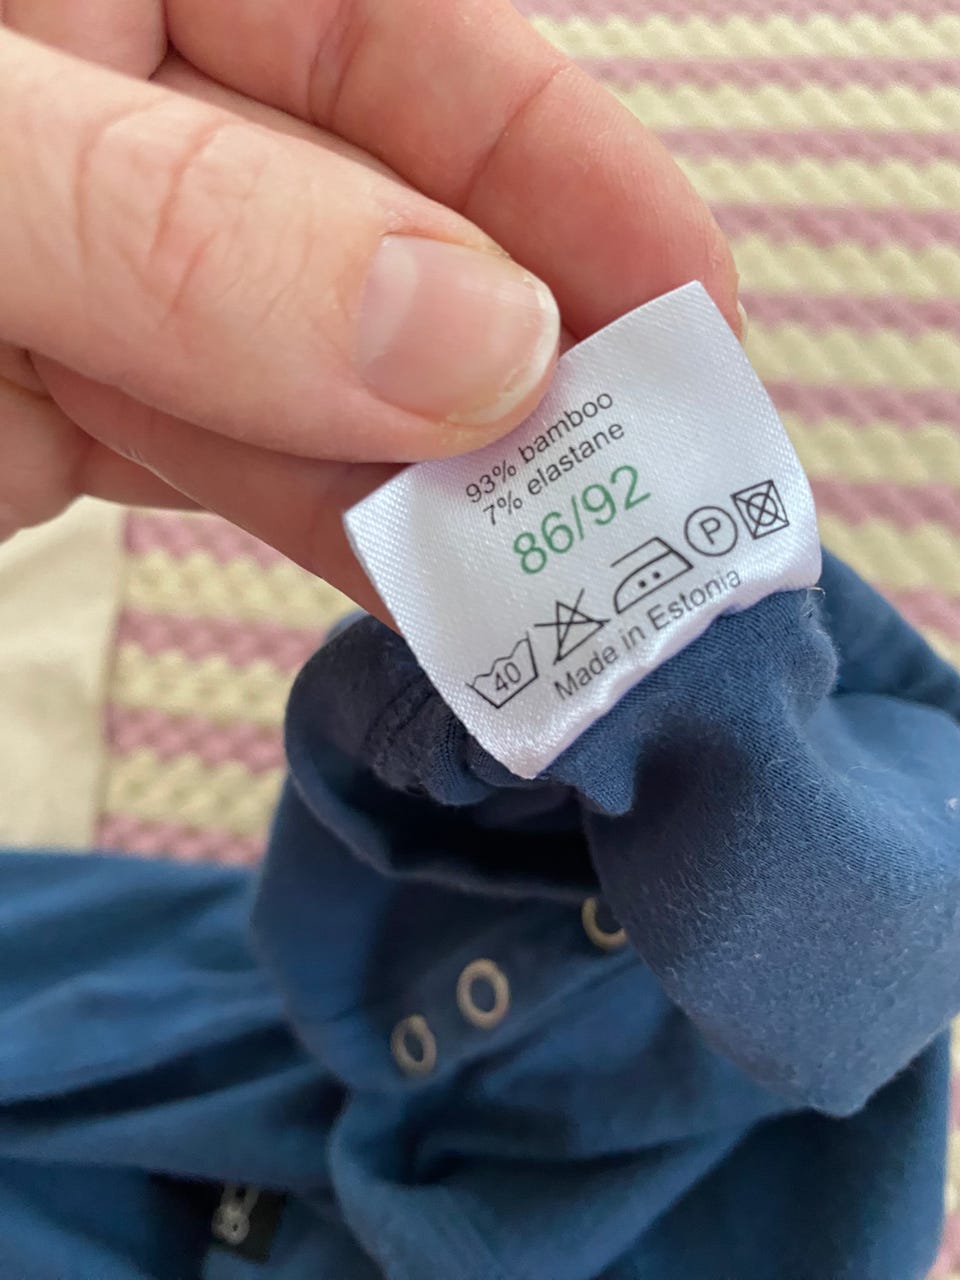 93% bamboo
7% elastane
86/92
40 P
Made in Estonia